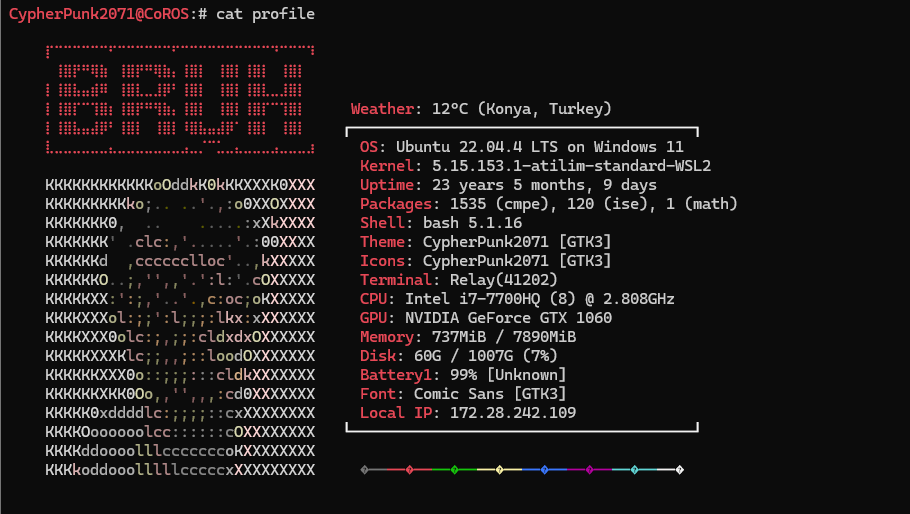 CypherPunk2071@CoROS:# cat profile
BRUH
Weather: 12°C (Konya, Turkey)
OS: Ubuntu 22.04.4 LTS on Windows 11
Kernel: 5.15.153.1-atilim-standard-WSL2
Uptime: 23 years 5 months, 9 days
Packages: 1535 (cmpe), 120 (ise), 1 (math)
Shell: bash 5.1.16
Theme: CypherPunk2071 [GTK3]
Icons: CypherPunk2071 [GTK3]
Terminal: Relay(41202)
CPU: Intel i7-7700HQ (8) @ 2.808GHz
GPU: NVIDIA GeForce GTX 1060
Memory: 737MiB / 7890MiB
Disk: 60G / 1007G (7%)
Battery1: 99% [Unknown]
Font: Comic Sans [GTK3]
Local IP: 172.28.242.109